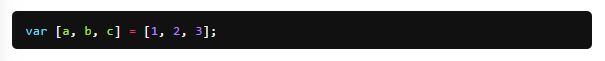 var [a, b, c] = [1, 2, 3];